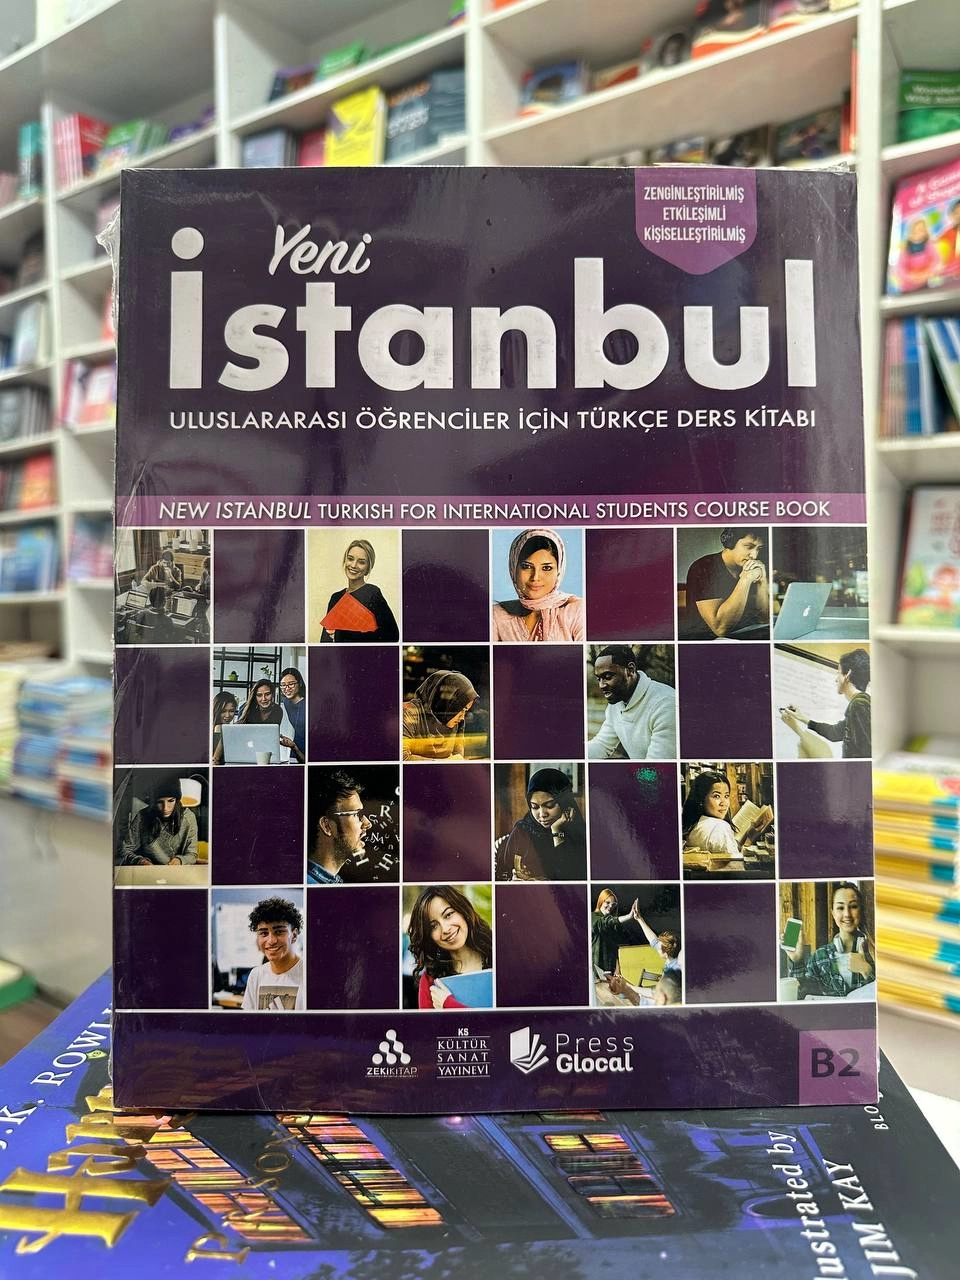 ZENGİNLEŞTİRİLMİŞ
ETKİLEŞİMLİ
KİŞİSELLEŞTİRİLMİŞ
Yeni
istanbul
ULUSLARARASI ÖĞRENCİLER İÇİN TÜRKÇE DERS KİTABI
NEW ISTANBUL TURKISH FOR INTERNATIONAL STUDENTS COURSE BOOK
ZEKİKİTAP
KS
KÜLTÜR
SANAT
YAYINEVİ
Press
Glocal
B2
J.K. ROWL
Har
ustrated by
JIM KAY